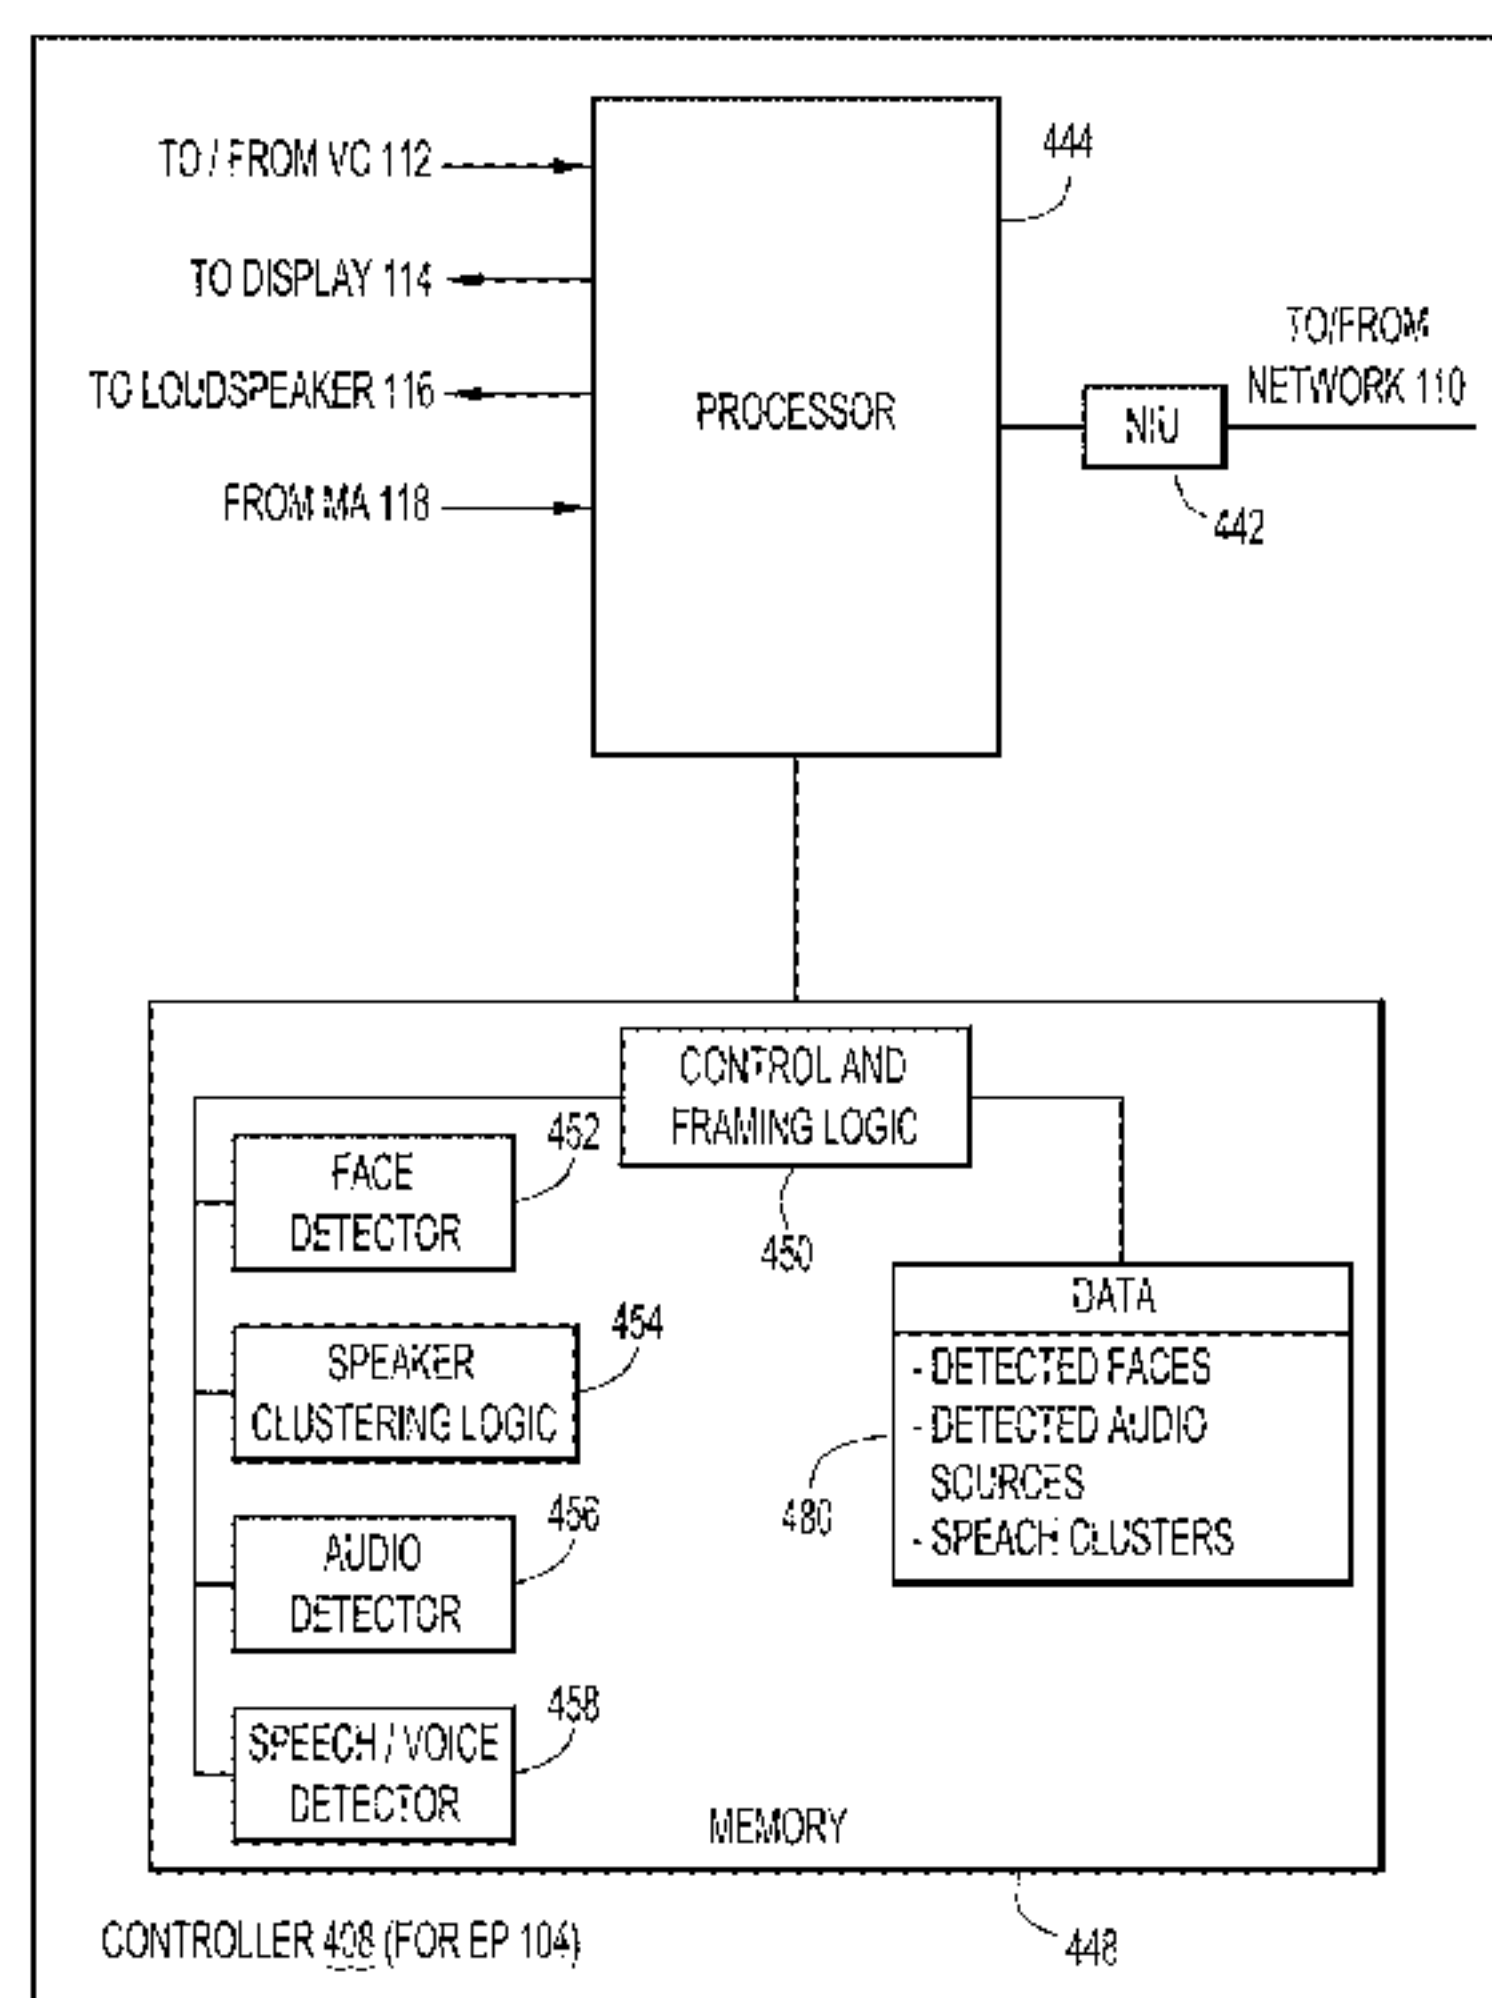 TO / FROM VC 112
444
TO DISPLAY 114
TO/FROM
NETWORK 110
TO LOUDSPEAKER 116
PROCESSOR
NIU
FROM MA 118
442
CONTROL AND
FRAMING LOGIC
452
FACE
DETECTOR
450
DATA
454
SPEAKER
CLUSTERING LOGIC
- DETECTED FACES
- DETECTED AUDIO
SOURCES
- SPEACH CLUSTERS
480
456
AUDIO
DETECTOR
458
SPEECH / VOICE
DETECTOR
MEMORY
448
CONTROLLER 408 (FOR EP 104)